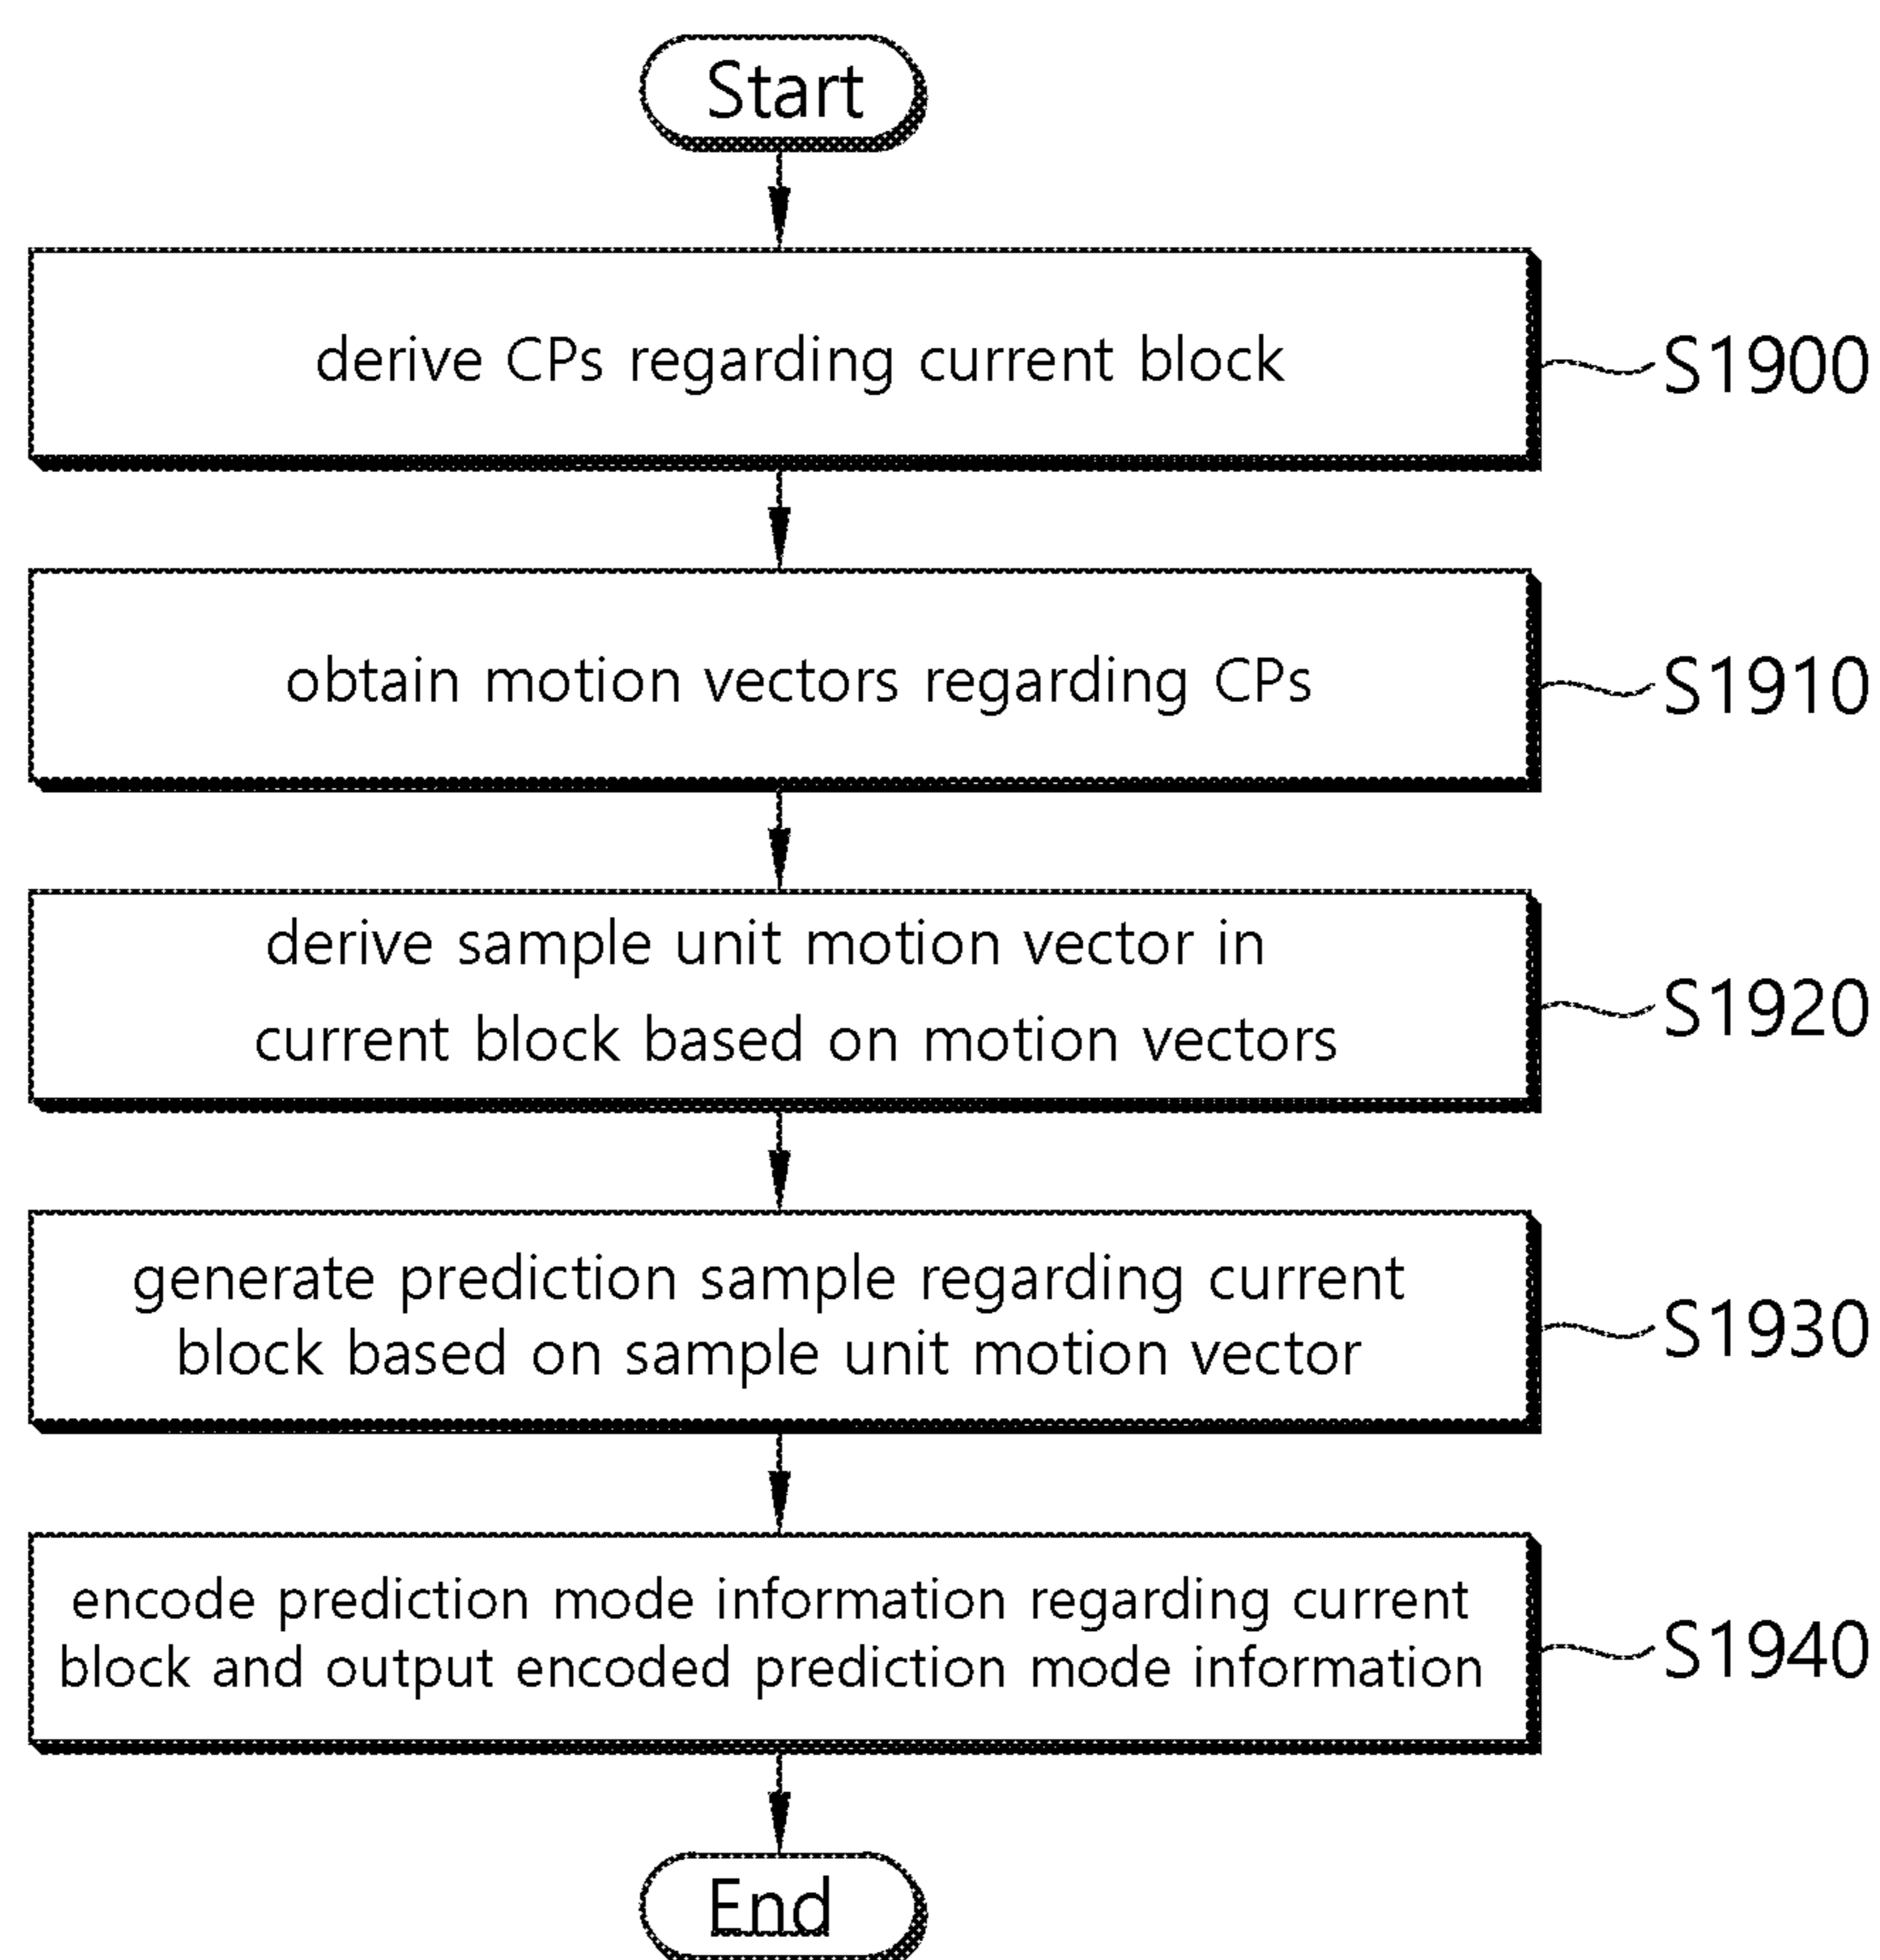 Start
derive CPs regarding current block
S1900
obtain motion vectors regarding CPs
S1910
derive sample unit motion vector in
current block based on motion vectors
S1920
generate prediction sample regarding current
block based on sample unit motion vector
S1930
encode prediction mode information regarding current
block and output encoded prediction mode information
S1940
End